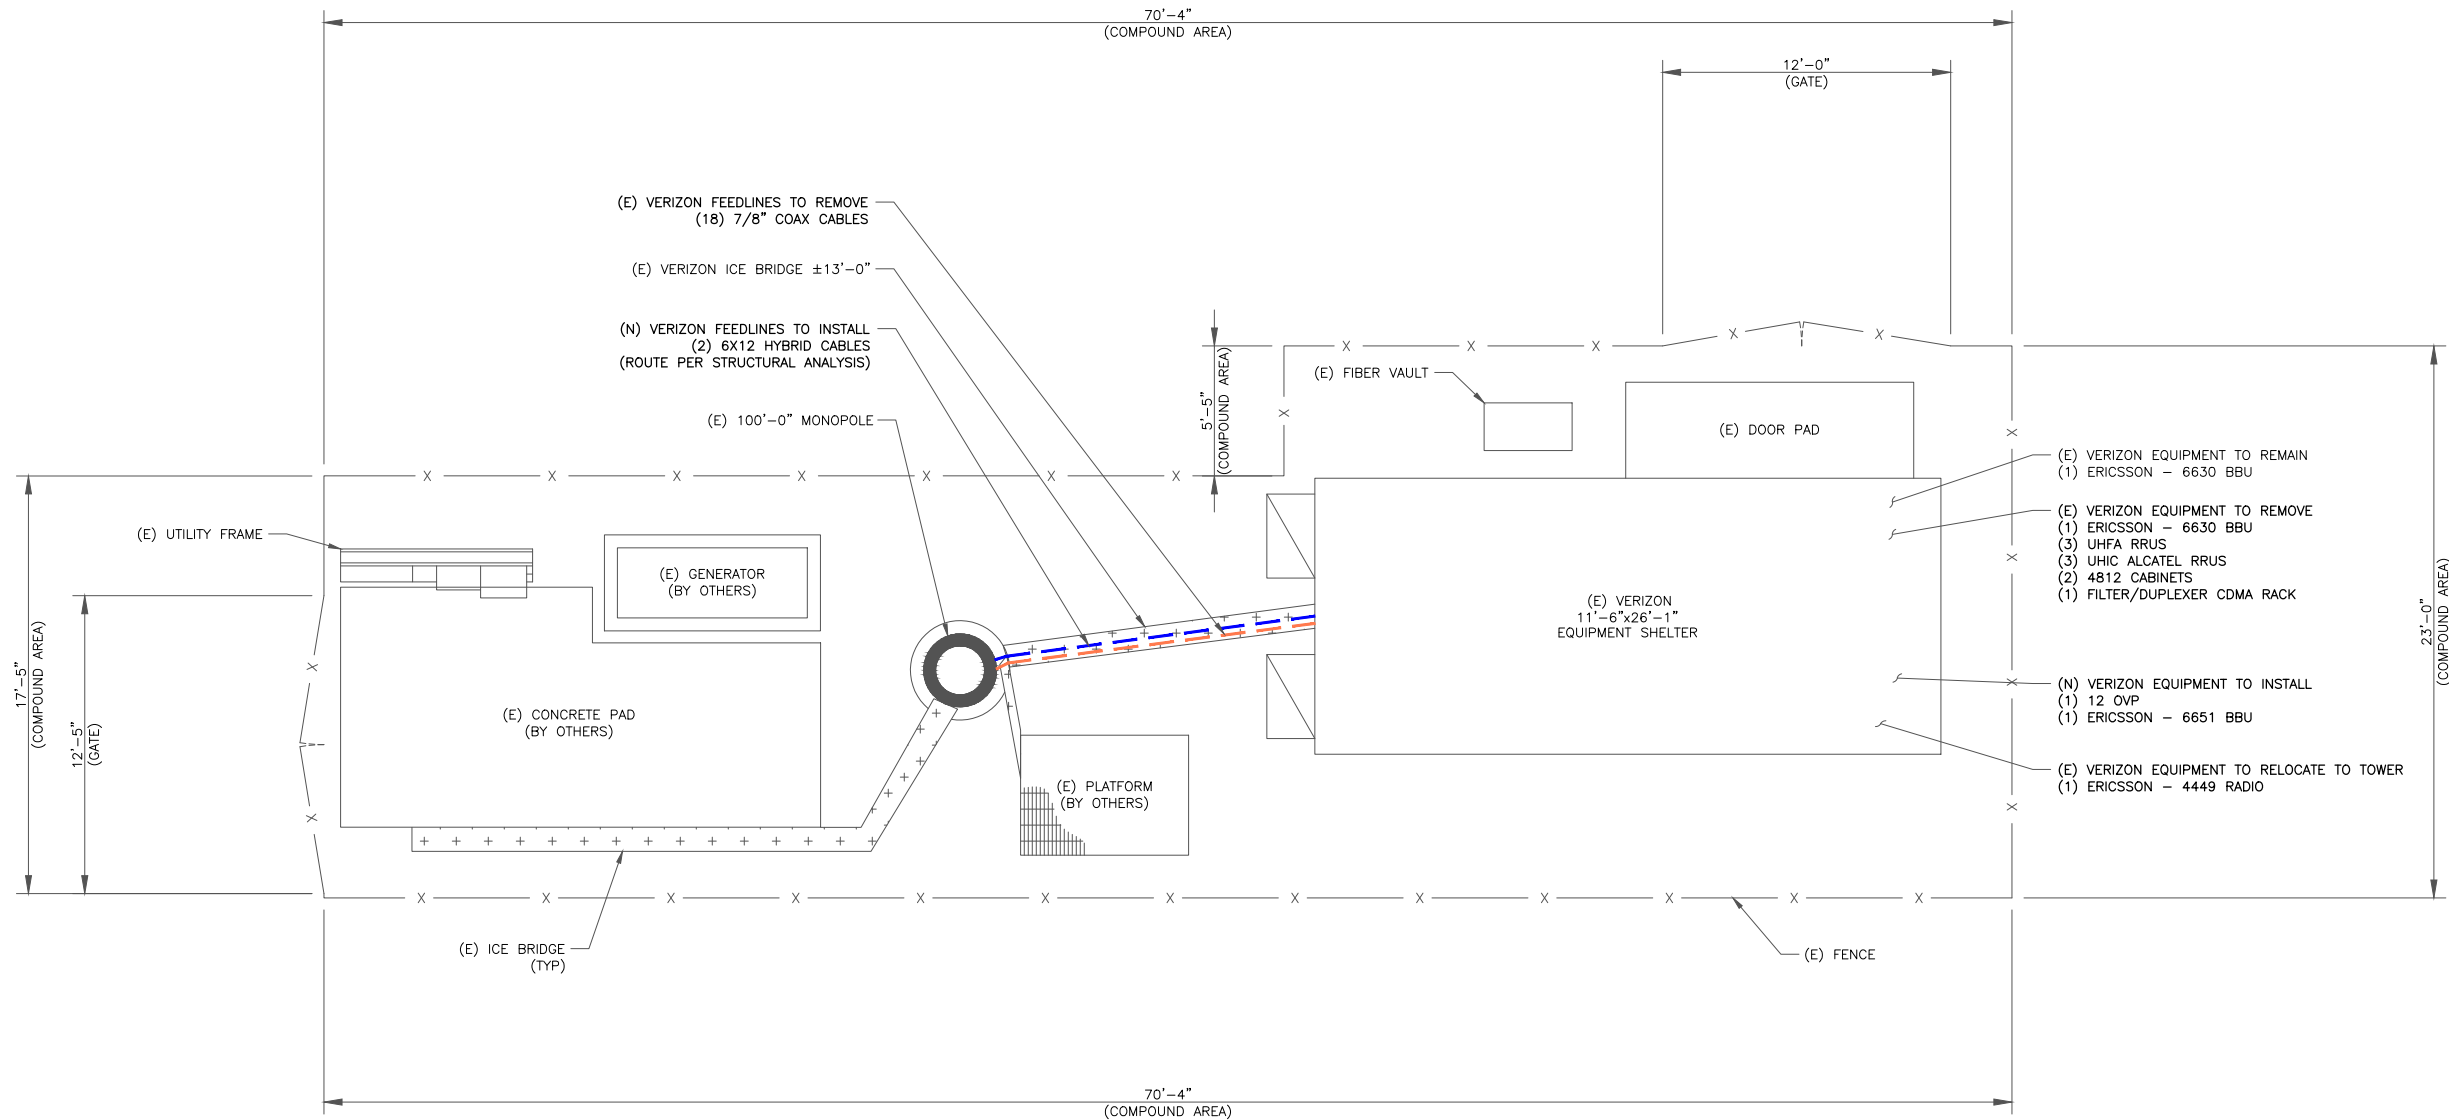 70'-4"
(COMPOUND AREA)
12'-0"
(GATE)
(E) VERIZON FEEDLINES TO REMOVE
(18) 7/8" COAX CABLES
(E) VERIZON ICE BRIDGE ±13'-0"
(N) VERIZON FEEDLINES TO INSTALL
(2) 6X12 HYBRID CABLES
(ROUTE PER STRUCTURAL ANALYSIS)
(E) 100'-0" MONOPOLE
5'-5"
(COMPOUND AREA)
(E) FIBER VAULT
(E) DOOR PAD
(E) VERIZON EQUIPMENT TO REMAIN
(1) ERICSSON – 6630 BBU
(E) VERIZON EQUIPMENT TO REMOVE
(1) ERICSSON – 6630 BBU
(3) UHFA RRUS
(3) UHIC ALCATEL RRUS
(2) 4812 CABINETS
(1) FILTER/DUPLEXER CDMA RACK
(E) UTILITY FRAME
(E) GENERATOR
(BY OTHERS)
(E) VERIZON
11'-6"x26'-1"
EQUIPMENT SHELTER
23'-0"
(COMPOUND AREA)
17'-5"
(COMPOUND AREA)
12'-5"
(GATE)
(E) CONCRETE PAD
(BY OTHERS)
(N) VERIZON EQUIPMENT TO INSTALL
(1) 12 OVP
(1) ERICSSON – 6651 BBU
(E) PLATFORM
(BY OTHERS)
(E) VERIZON EQUIPMENT TO RELOCATE TO TOWER
(1) ERICSSON – 4449 RADIO
(E) ICE BRIDGE
(TYP)
(E) FENCE
70'-4"
(COMPOUND AREA)